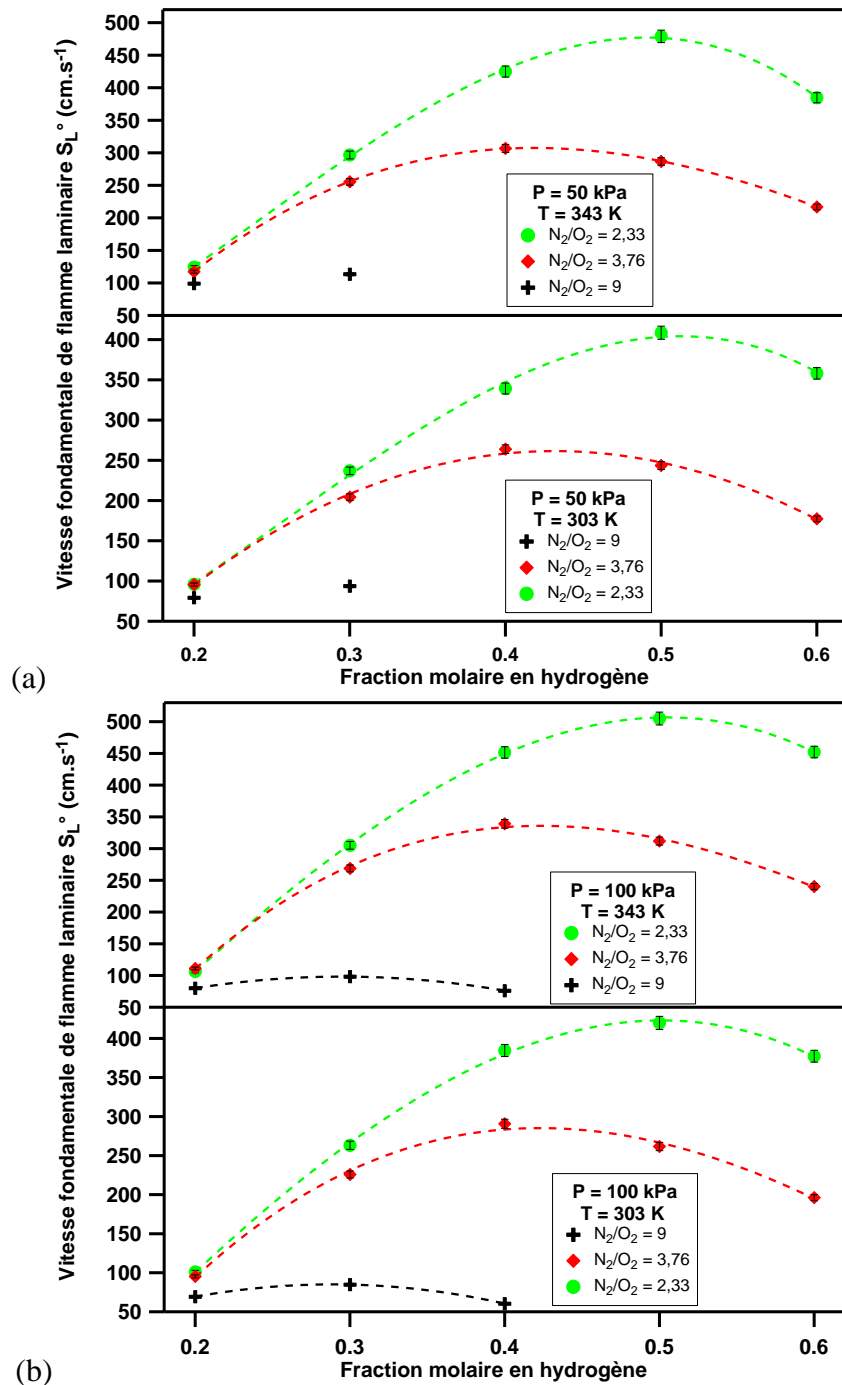 Vitesse fondamentale de flamme laminaire S_L° (cm.s⁻¹)
500
450
400
350
300
250
200
150
100
50
P = 50 kPa
T = 343 K
N₂/O₂ = 2,33
N₂/O₂ = 3,76
N₂/O₂ = 9
400
350
300
250
200
150
100
50
P = 50 kPa
T = 303 K
N₂/O₂ = 9
N₂/O₂ = 3,76
N₂/O₂ = 2,33
0.2 0.3 0.4 0.5 0.6
Fraction molaire en hydrogène
(a)
Vitesse fondamentale de flamme laminaire S_L° (cm.s⁻¹)
500
450
400
350
300
250
200
150
100
50
P = 100 kPa
T = 343 K
N₂/O₂ = 2,33
N₂/O₂ = 3,76
N₂/O₂ = 9
400
350
300
250
200
150
100
50
P = 100 kPa
T = 303 K
N₂/O₂ = 9
N₂/O₂ = 3,76
N₂/O₂ = 2,33
0.2 0.3 0.4 0.5 0.6
Fraction molaire en hydrogène
(b)